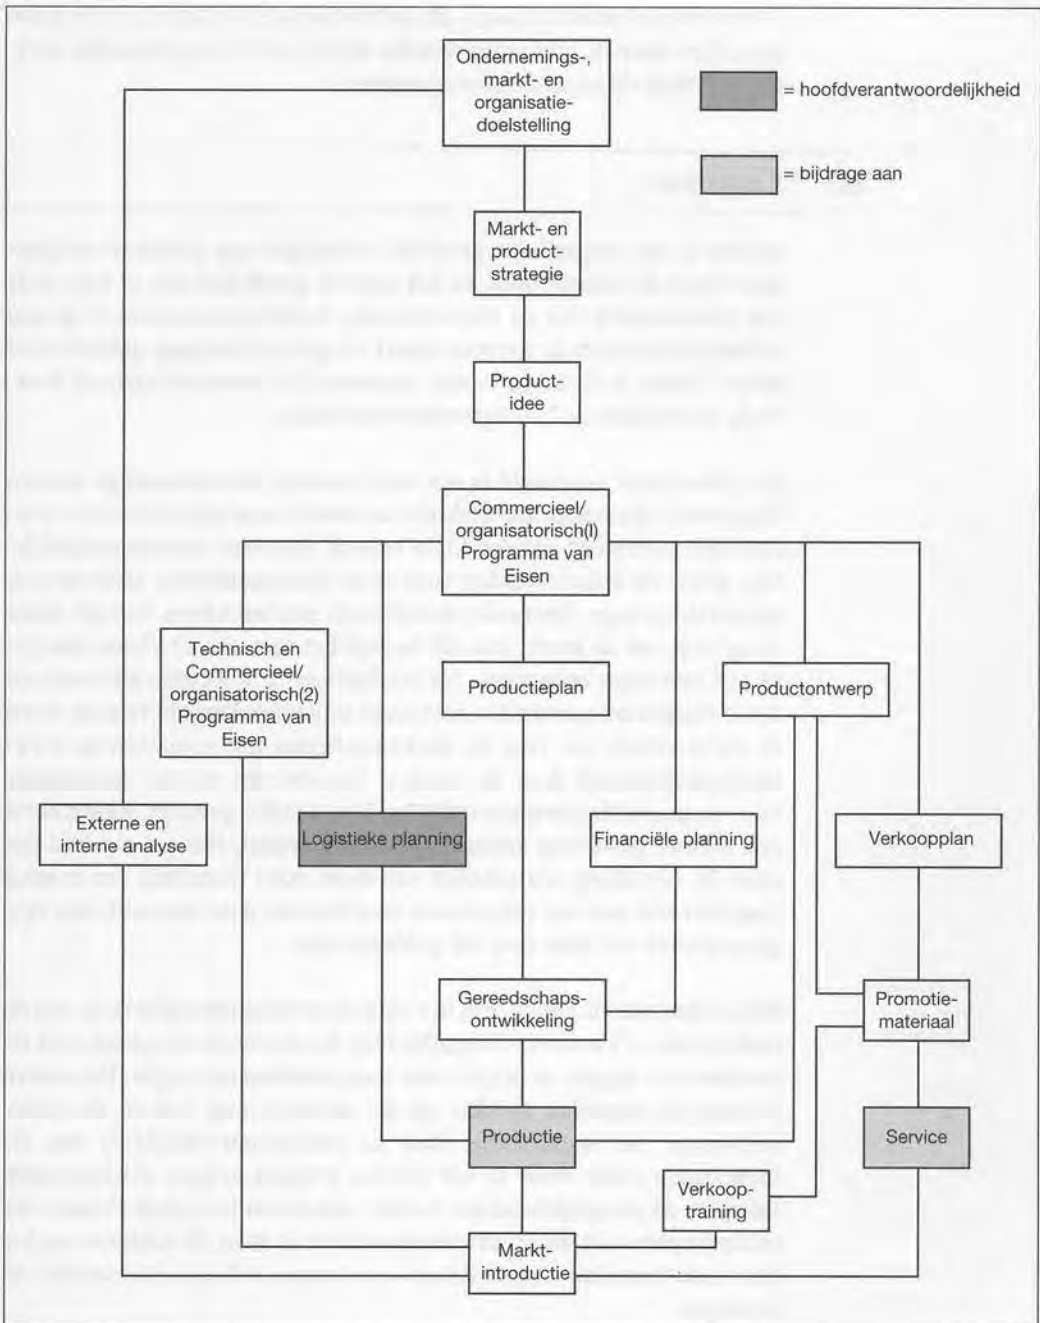 Ondernemings-,
markt- en
organisatie-
doelstelling
= hoofdverantwoordelijkheid
= bijdrage aan
Markt- en
product-
strategie
Product-
idee
Commercieel/
organisatorisch(I)
Programma van
Eisen
Technisch en
Commercieel/
organisatorisch(2)
Programma van
Eisen
Productieplan
Productontwerp
Externe en
interne analyse
Logistieke planning
Financiële planning
Verkoopplan
Gereedschaps-
ontwikkeling
Promotie-
materiaal
Productie
Service
Verkoop-
training
Markt-
introductie